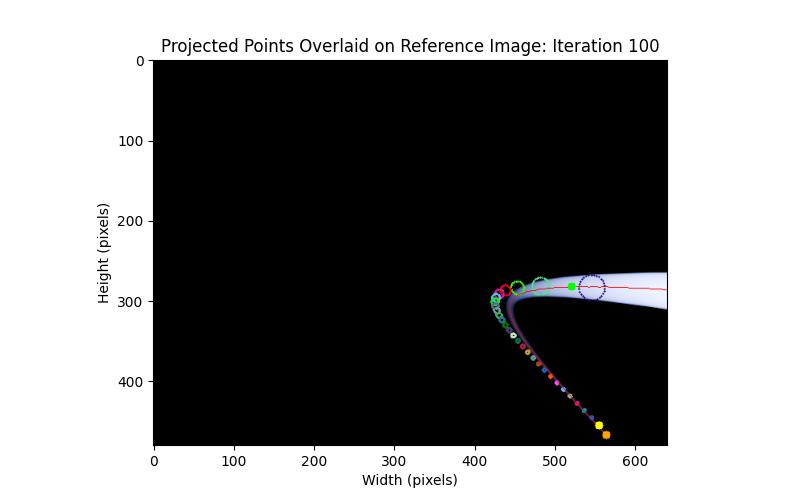 Projected Points Overlaid on Reference Image: Iteration 100
0
100
200
300
400
Height (pixels)
0 100 200 300 400 500 600
Width (pixels)